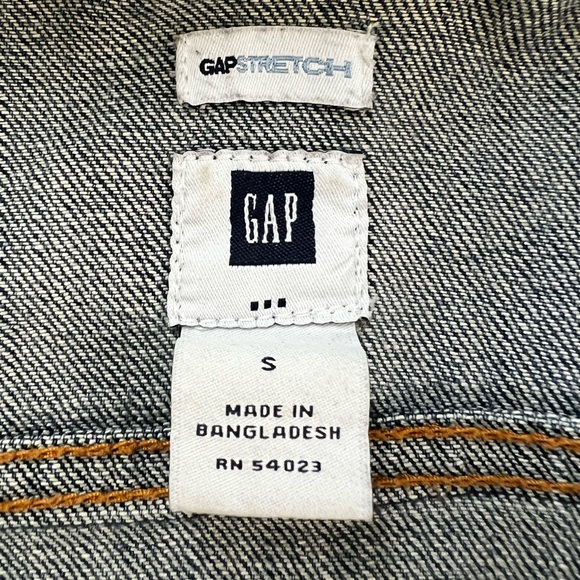 GAPSTRETCH
GAP
S
MADE IN
BANGLADESH
RN 54023